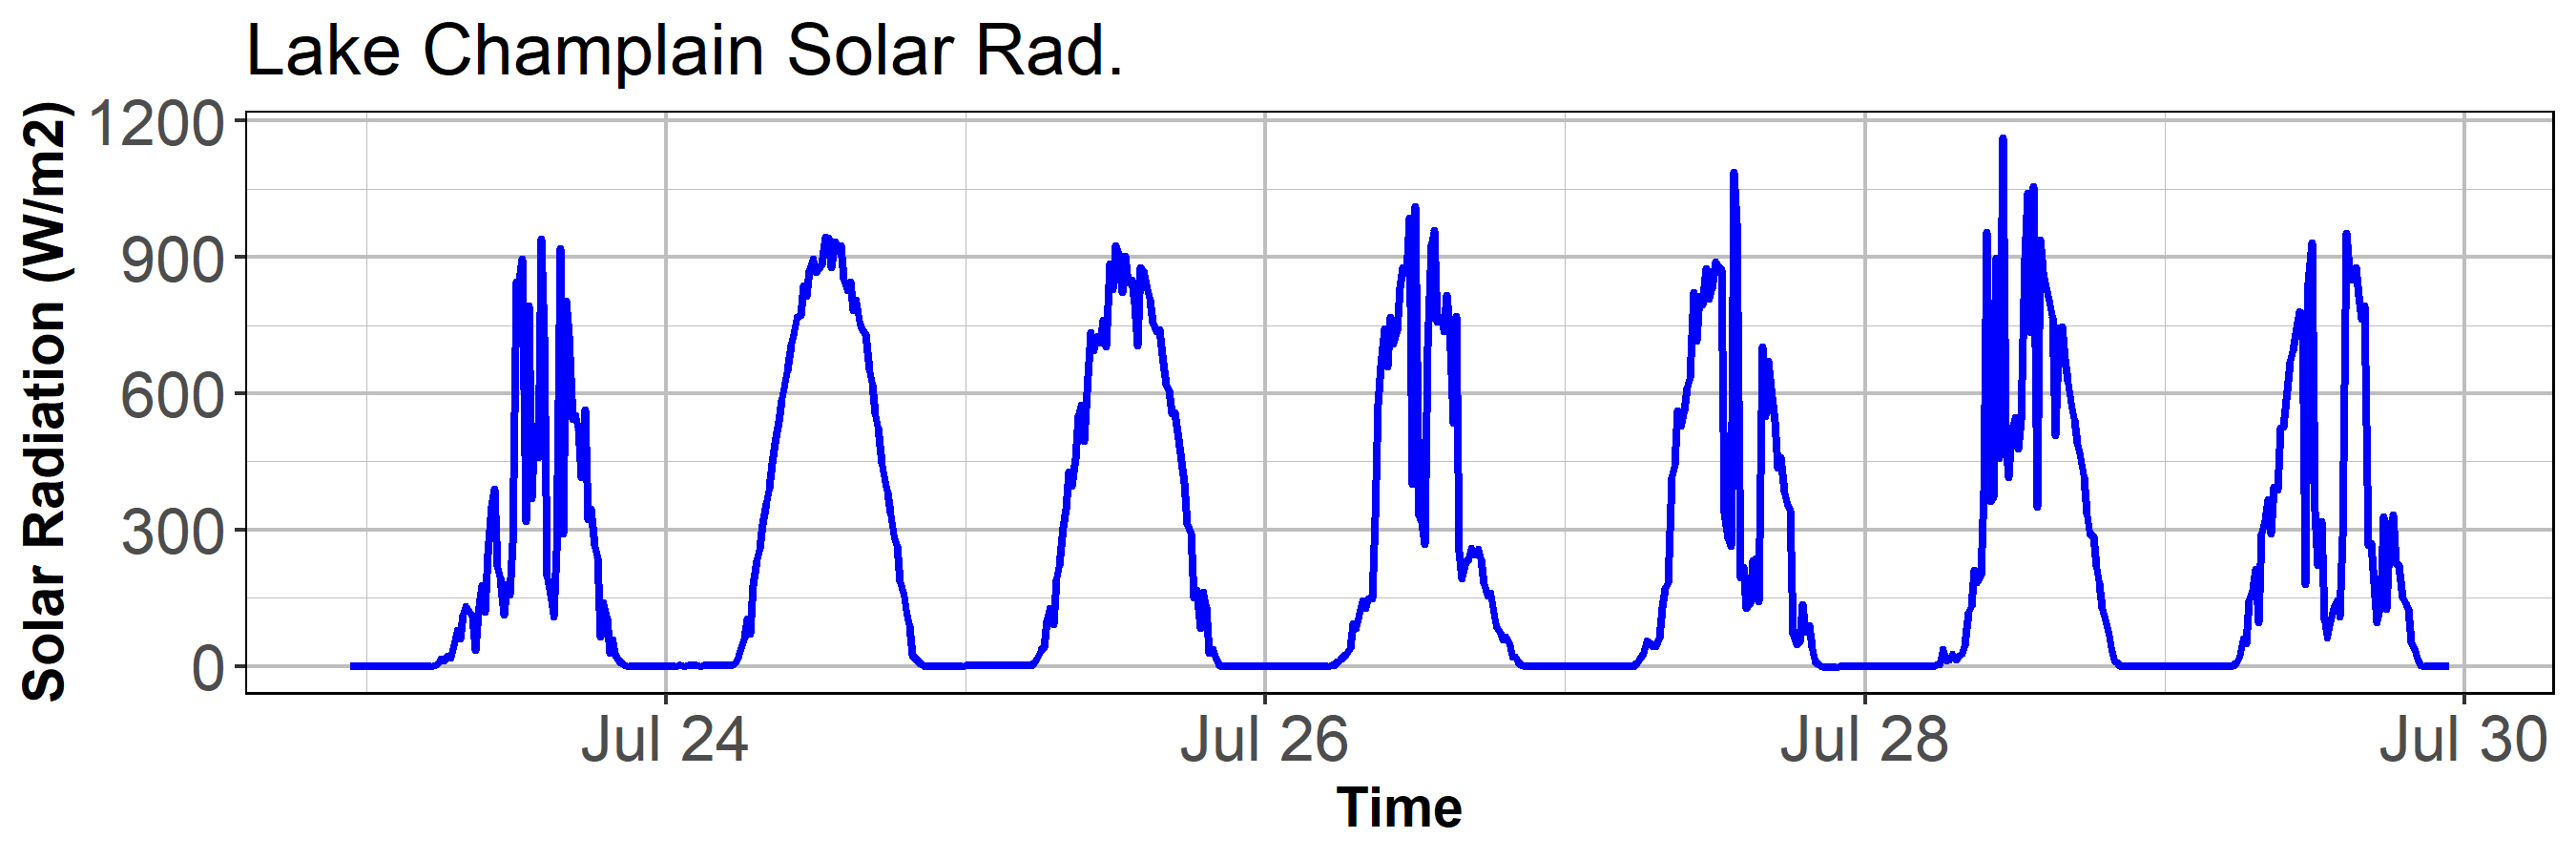 Lake Champlain Solar Rad.
Solar Radiation (W/m2)
1200
900
600
300
0
Jul 24 Jul 26 Jul 28 Jul 30
Time